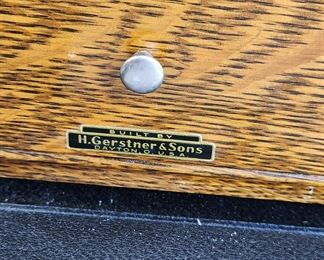 BUILT BY
H. Gerstner & Sons
DAYTON, O. U.S.A.